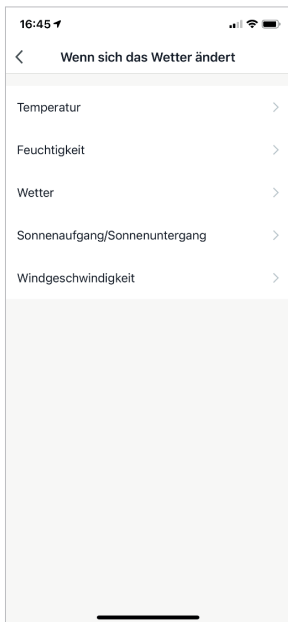 16:45
Wenn sich das Wetter ändert
Temperatur
Feuchtigkeit
Wetter
Sonnenaufgang/Sonnenuntergang
Windgeschwindigkeit